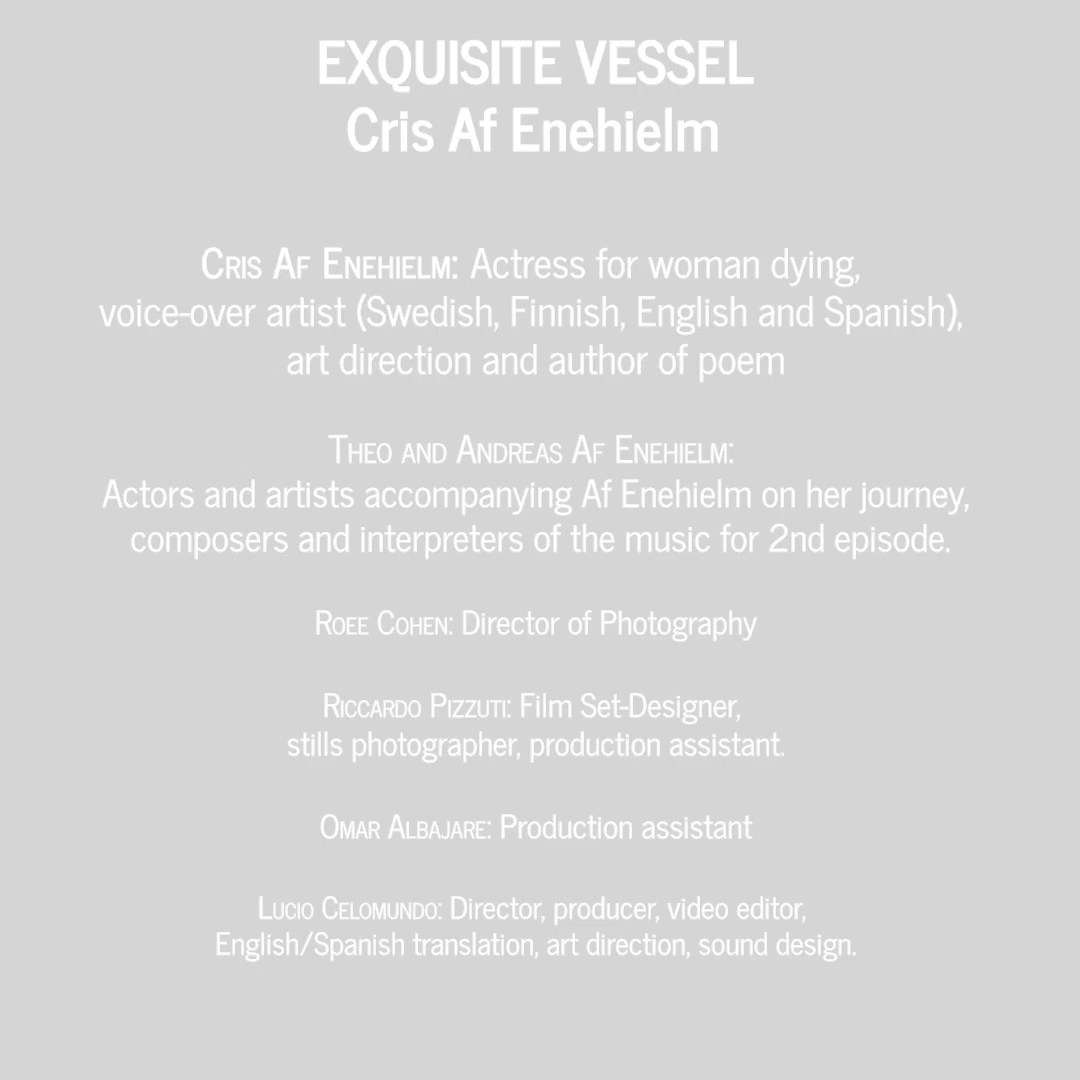 EXQUISITE VESSEL
Cris Af Enehielm
Cris Af Enehielm: Actress for woman dying,
voice-over artist (Swedish, Finnish, English and Spanish),
art direction and author of poem
Theo and Andreas Af Enehielm:
Actors and artists accompanying Af Enehielm on her journey,
composers and interpreters of the music for 2nd episode.
Roee Cohen: Director of Photography
Riccardo Pizzuti: Film Set-Designer,
stills photographer, production assistant.
Omar Albajare: Production assistant
Lucio Celomundo: Director, producer, video editor,
English/Spanish translation, art direction, sound design.